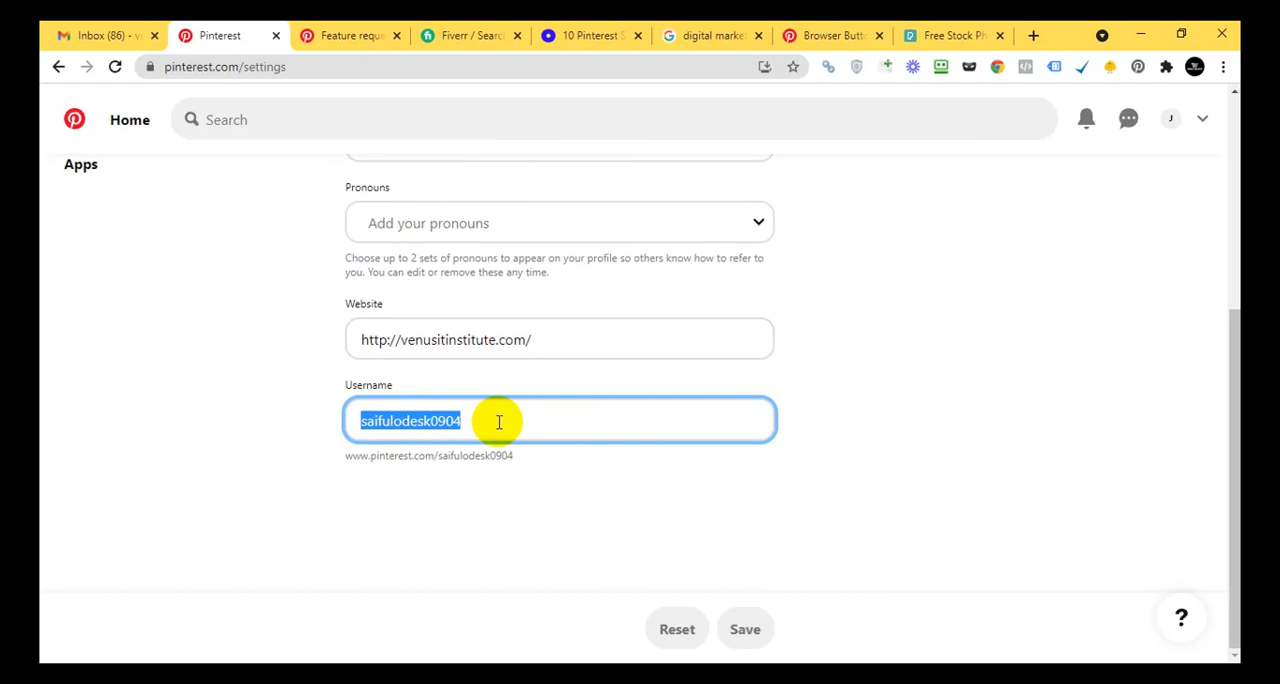 Inbox (86) - v
Pinterest
Feature reque
Fiverr / Searc
10 Pinterest S
digital market
Browser Butto
Free Stock Ph
pinterest.com/settings
Home
Search
J
Apps
Pronouns
Add your pronouns
Choose up to 2 sets of pronouns to appear on your profile so others know how to refer to
you. You can edit or remove these any time.
Website
http://venusitinstitute.com/
Username
saifulodesk0904
www.pinterest.com/saifulodesk0904
Reset
Save
?